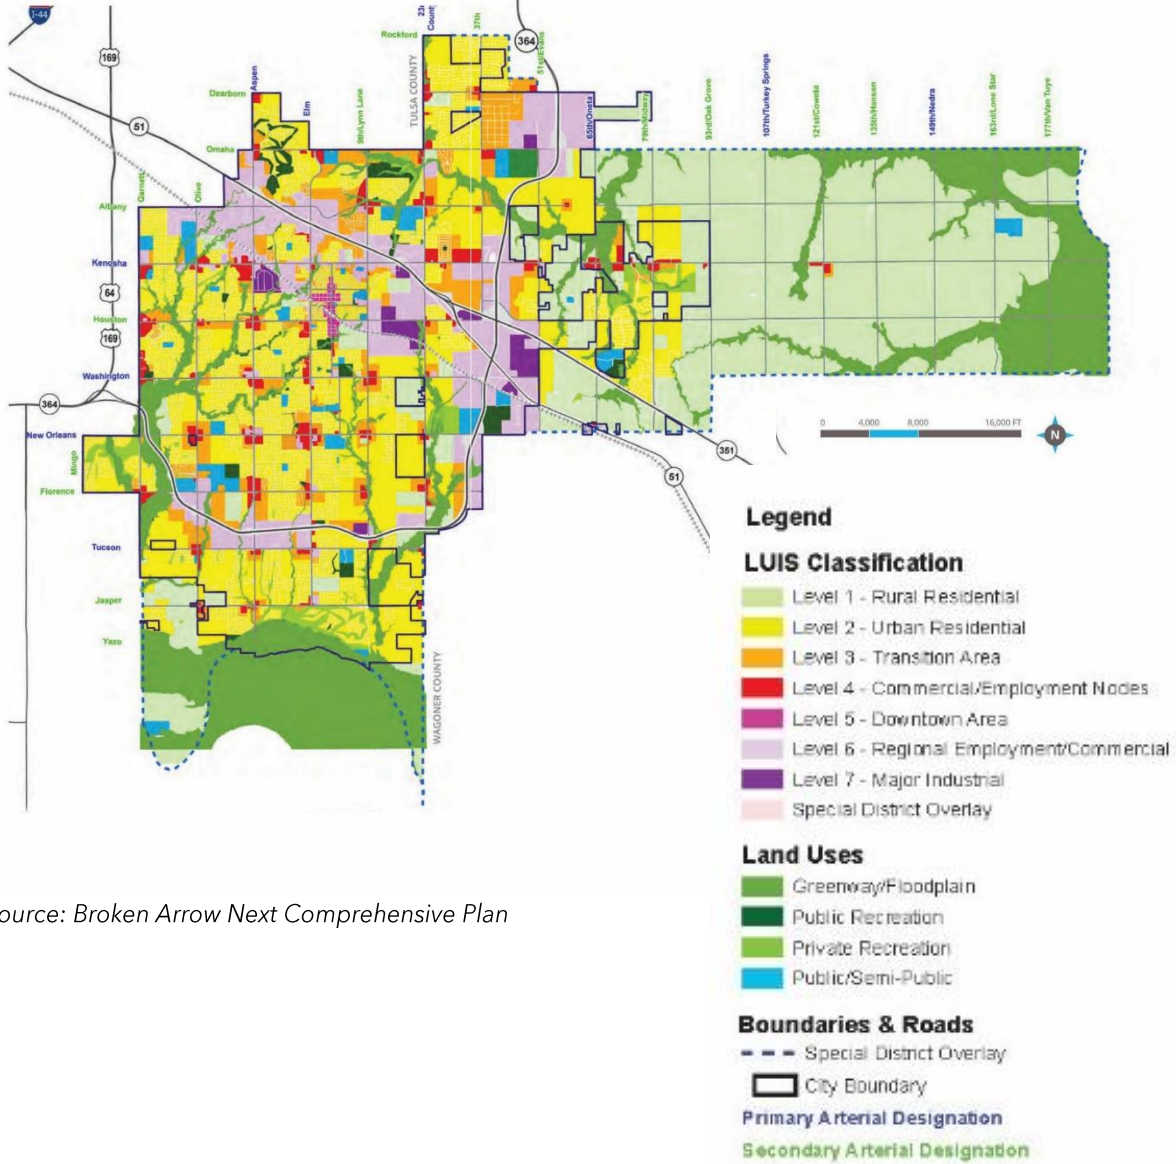 I-44
169
Aspen
Elm
9th/Lynn Lane
TULSA COUNTY
Rockford
37th
364
51st/Evans
Dearborn
65th/Oneta
79th/Midway
93rd/Oak Grove
107th/Turkey Springs
121st/Coweta
135th/Hansen
149th/Nedra
163rd/Lone Star
177th/Van Tuye
51
Omaha
Garnett
Olive
Albany
Kenosha
64
Houston
169
Washington
364
New Orleans
Mingo
Florence
0 4,000 8,000 16,000 FT
N
351
51
Tucson
Jasper
Yazo
WAGONER COUNTY
Legend
LUIS Classification
Level 1 - Rural Residential
Level 2 - Urban Residential
Level 3 - Transition Area
Level 4 - Commercial/Employment Nodes
Level 5 - Downtown Area
Level 6 - Regional Employment/Commercial
Level 7 - Major Industrial
Special District Overlay
Land Uses
Greenway/Floodplain
Public Recreation
Private Recreation
Public/Semi-Public
Boundaries & Roads
Special District Overlay
City Boundary
Primary Arterial Designation
Secondary Arterial Designation
ource: Broken Arrow Next Comprehensive Plan